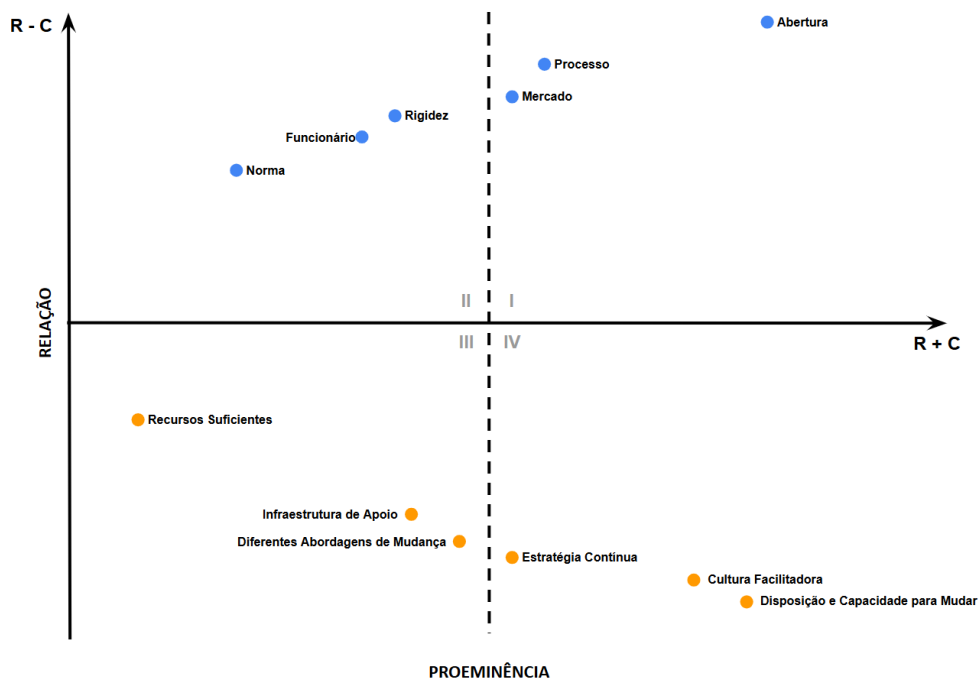 R - C
Abertura
Processo
Mercado
Rigidez
Funcionário
Norma
II
I
RELAÇÃO
III
IV
R + C
Recursos Suficientes
Infraestrutura de Apoio
Diferentes Abordagens de Mudança
Estratégia Contínua
Cultura Facilitadora
Disposição e Capacidade para Mudar
PROEMINÊNCIA